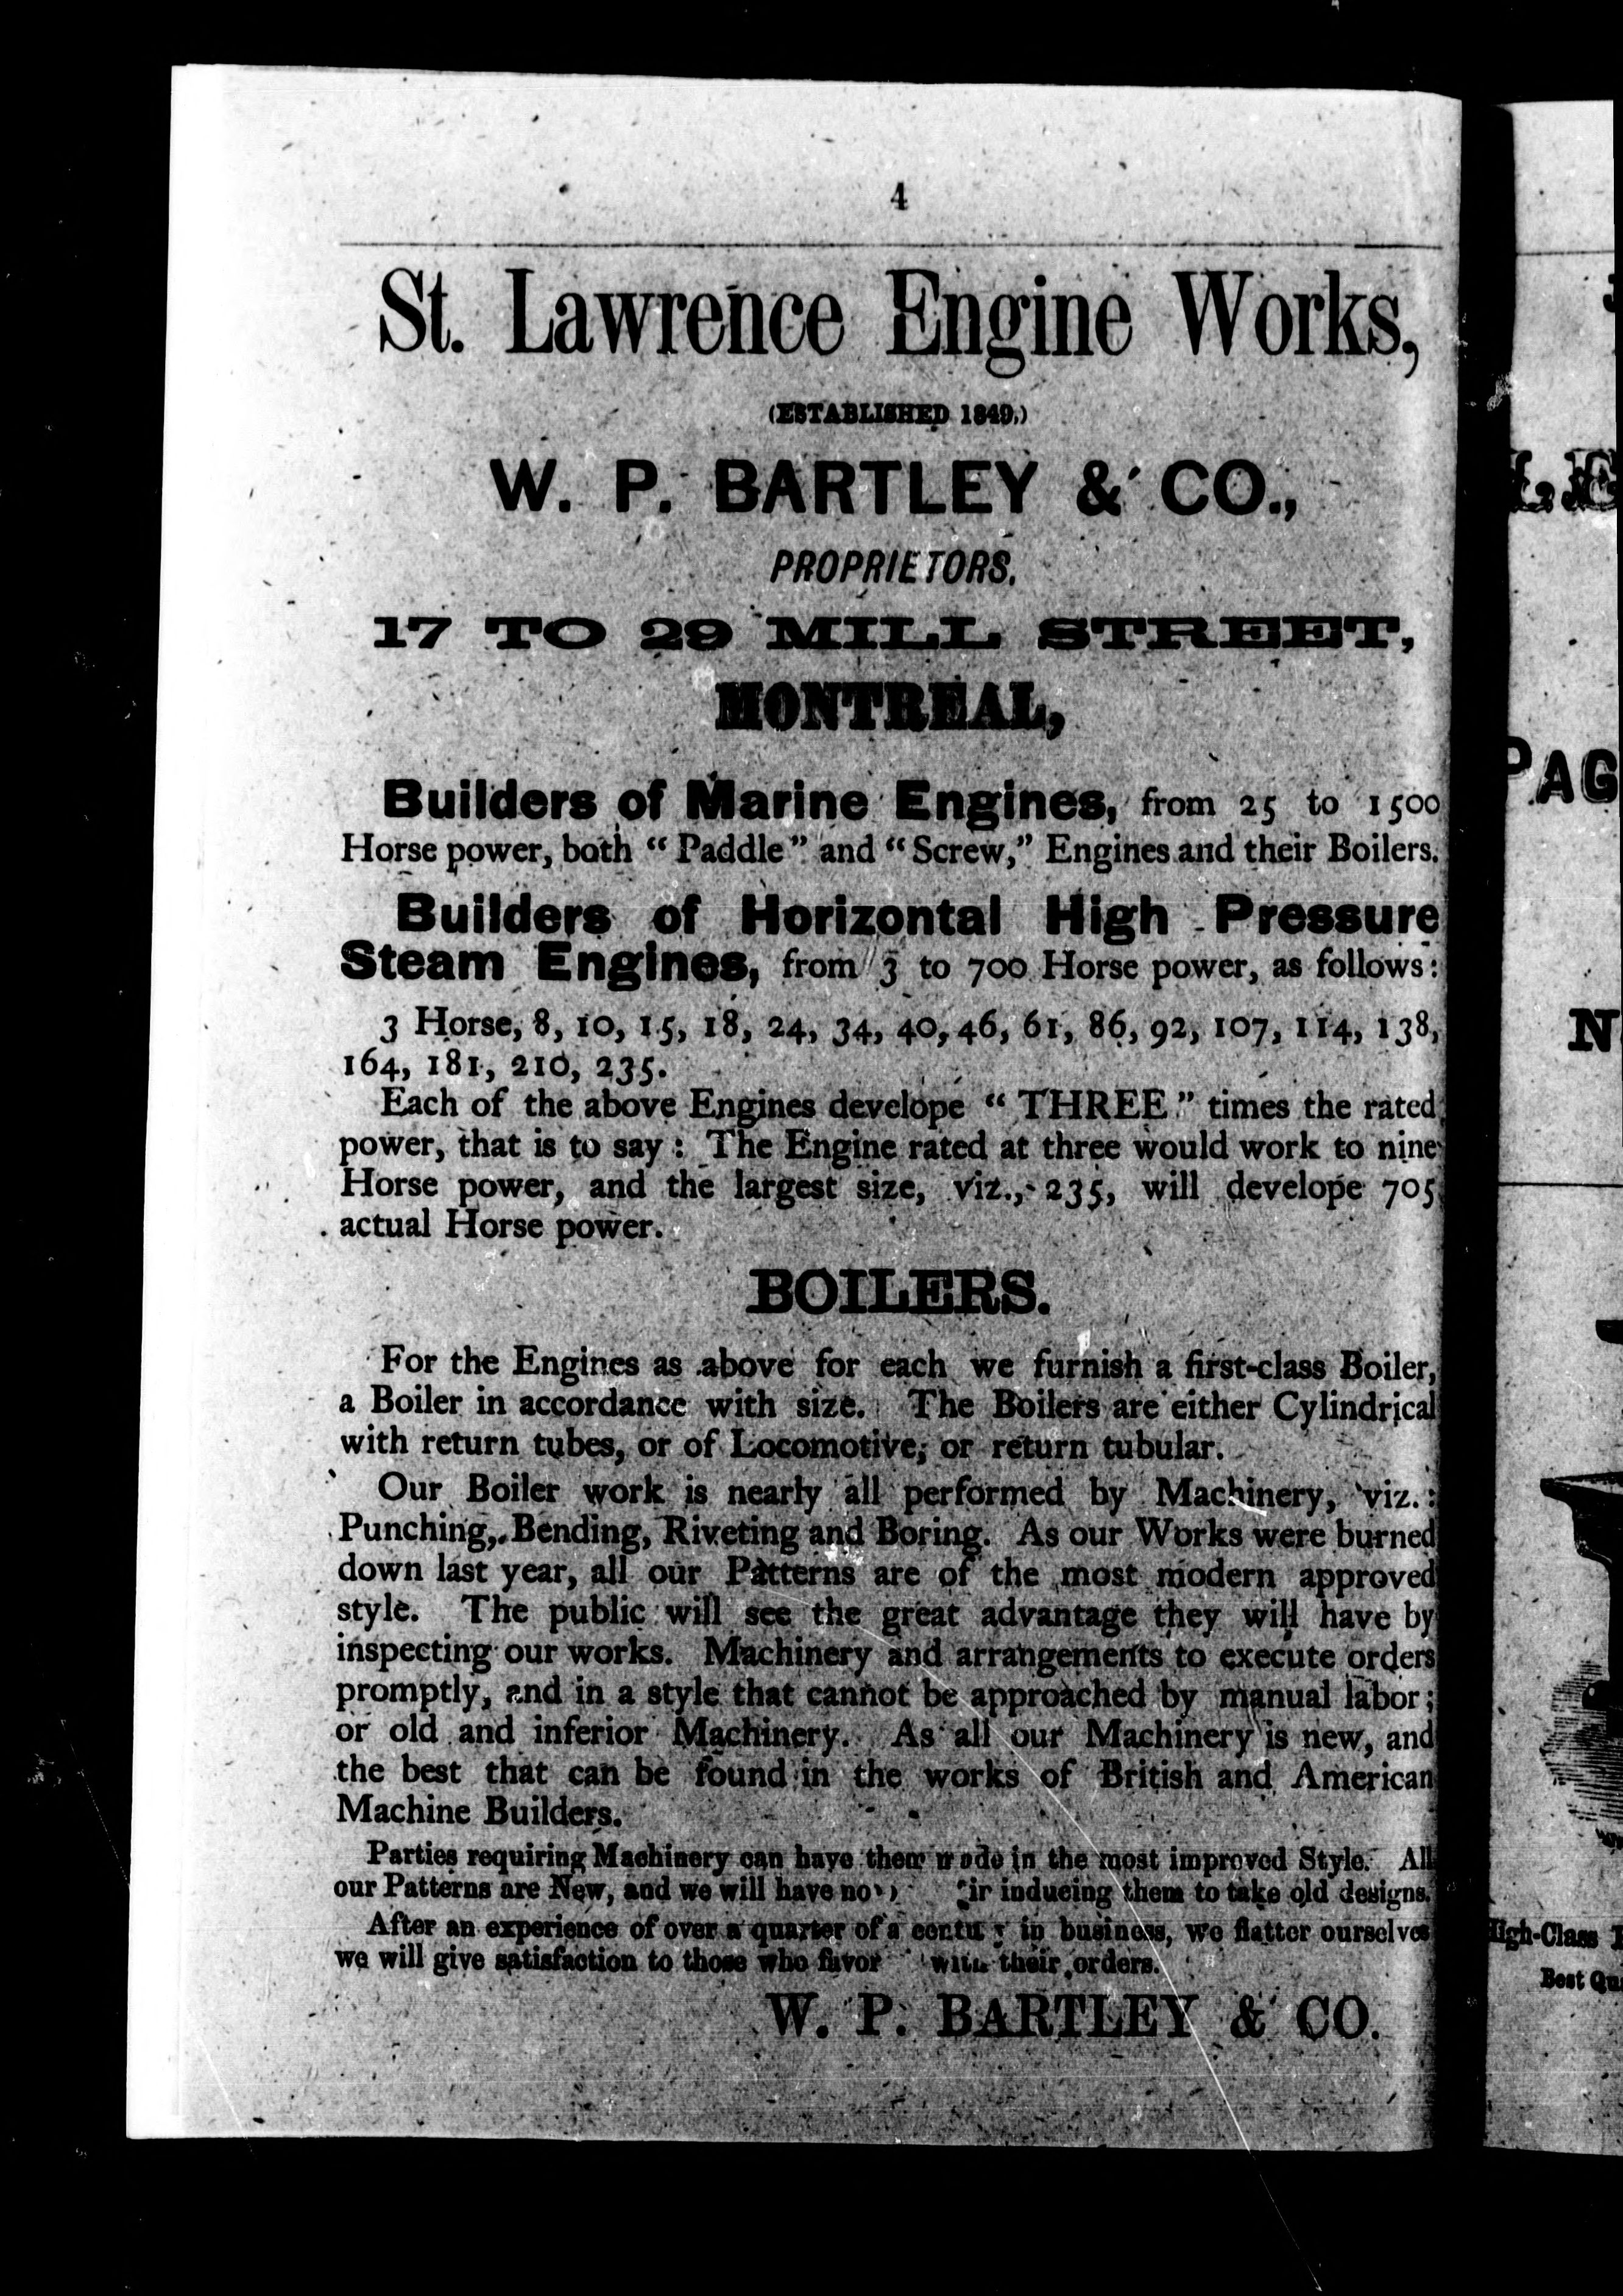 4
St. Lawrence Engine Works,
(ESTABLISHED 1849.)
W. P. BARTLEY & CO.,
PROPRIETORS.
17 TO 29 MILL STREET,
MONTREAL,
Builders of Marine Engines, from 25 to 1500
Horse power, both “ Paddle” and “ Screw,” Engines and their Boilers.
Builders of Horizontal High Pressure
Steam Engines, from 3 to 700 Horse power, as follows:
3 Horse, 8, 10, 15, 18, 24, 34, 40, 46, 61, 86, 92, 107, 114, 138,
164, 181, 210, 235.
Each of the above Engines develope “ THREE ” times the rated
power, that is to say : The Engine rated at three would work to nine
Horse power, and the largest size, viz., 235, will develope 705
actual Horse power.
BOILERS.
For the Engines as above for each we furnish a first-class Boiler,
a Boiler in accordance with size. The Boilers are either Cylindrical
with return tubes, or of Locomotive, or return tubular.
Our Boiler work is nearly all performed by Machinery, viz. :
Punching, Bending, Riveting and Boring. As our Works were burned
down last year, all our Patterns are of the most modern approved
style. The public will see the great advantage they will have by
inspecting our works. Machinery and arrangements to execute orders
promptly, and in a style that cannot be approached by manual labor;
or old and inferior Machinery. As all our Machinery is new, and
the best that can be found in the works of British and American
Machine Builders.
Parties requiring Machinery can have them made in the most improved Style. All
our Patterns are New, and we will have no inducing them to take old designs.
After an experience of over a quarter of a century in business, we flatter ourselves
we will give satisfaction to those who favor with their orders.
W. P. BARTLEY & CO.
PAG
N
High-Class
Best Qu